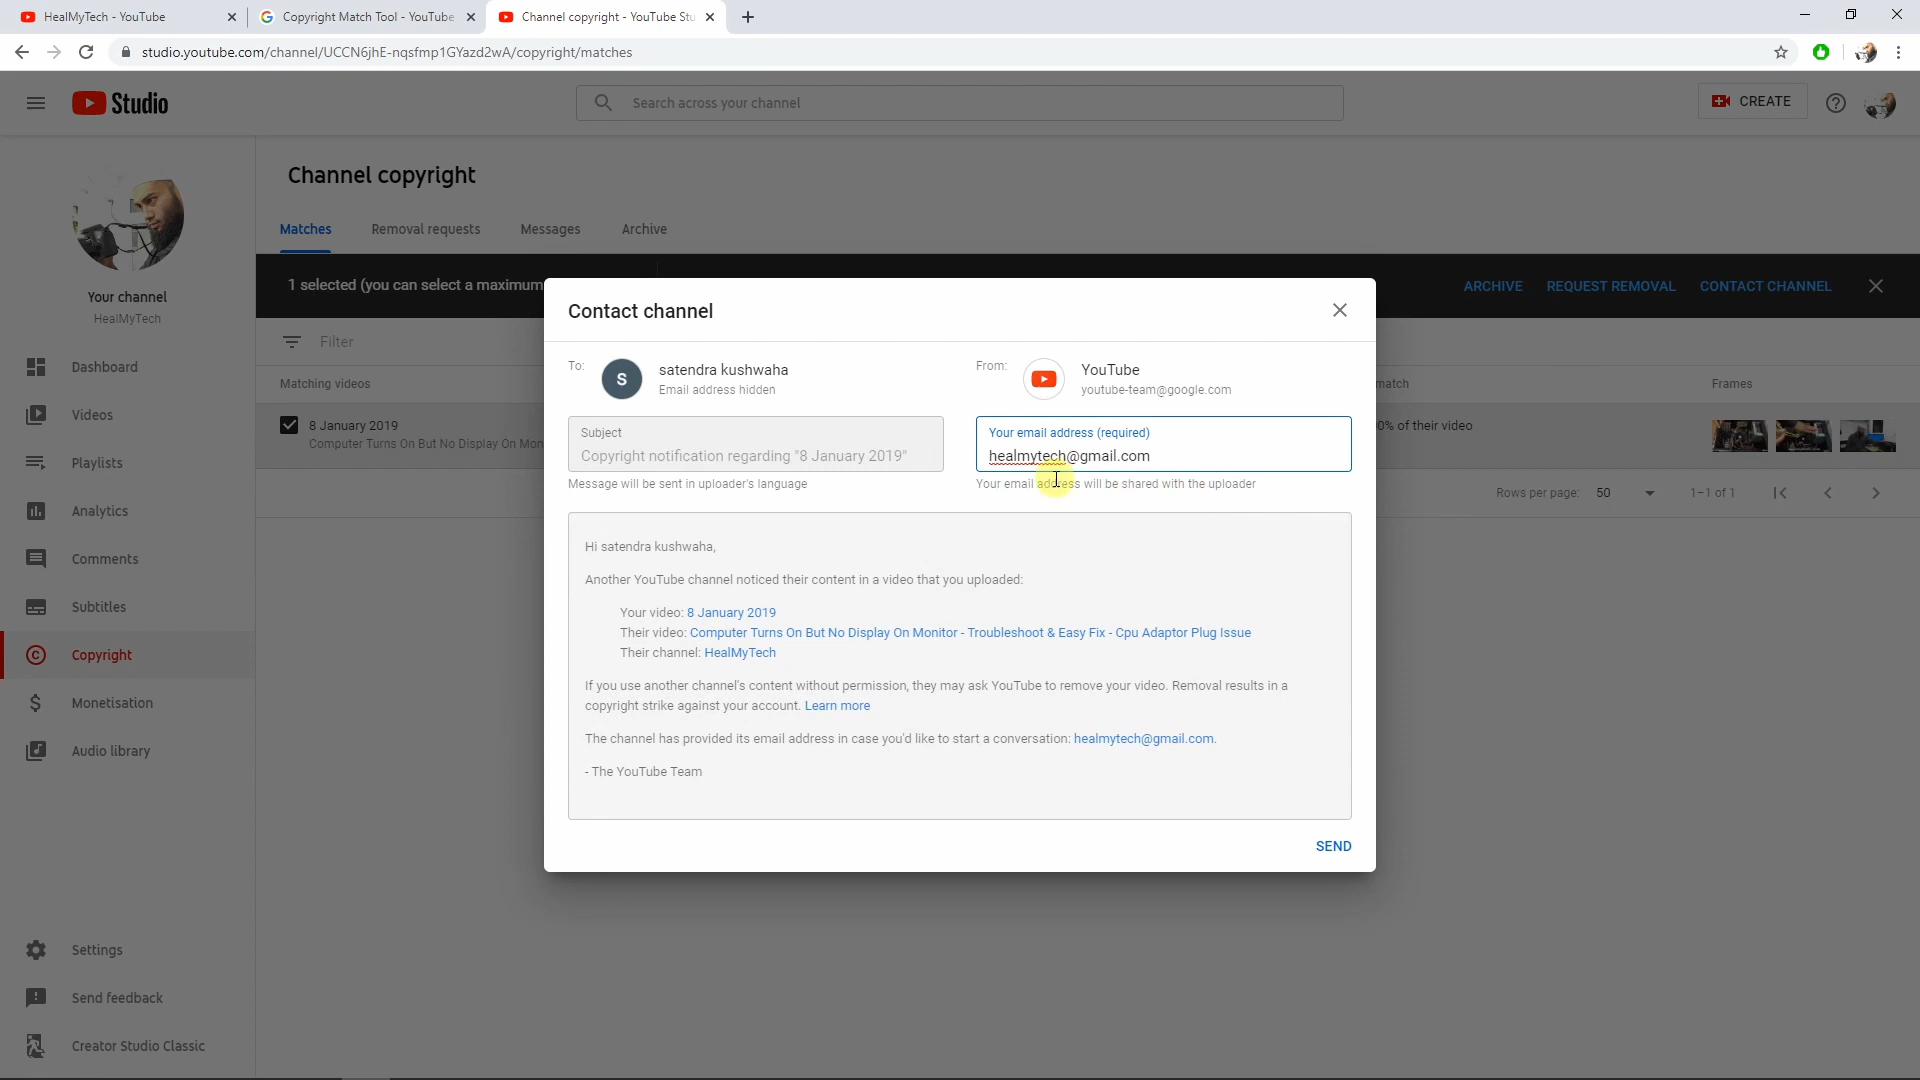 HealMyTech - YouTube
Copyright Match Tool - YouTube
Channel copyright - YouTube Stu
studio.youtube.com/channel/UCCN6jhE-nqsfmp1GYazd2wA/copyright/matches
Studio
Search across your channel
CREATE
Channel copyright
Matches
Removal requests
Messages
Archive
Your channel
HealMyTech
1 selected (you can select a maximum
ARCHIVE
REQUEST REMOVAL
CONTACT CHANNEL
Filter
Matching videos
match
Frames
8 January 2019
Computer Turns On But No Display On Mon
0% of their video
Rows per page:
50
1–1 of 1
Dashboard
Videos
Playlists
Analytics
Comments
Subtitles
Copyright
Monetisation
Audio library
Settings
Send feedback
Creator Studio Classic
Contact channel
To:
S
satendra kushwaha
Email address hidden
From:
YouTube
youtube-team@google.com
Subject
Copyright notification regarding "8 January 2019"
Message will be sent in uploader's language
Your email address (required)
healmytech@gmail.com
Your email address will be shared with the uploader
Hi satendra kushwaha,
Another YouTube channel noticed their content in a video that you uploaded:
Your video: 8 January 2019
Their video: Computer Turns On But No Display On Monitor - Troubleshoot & Easy Fix - Cpu Adaptor Plug Issue
Their channel: HealMyTech
If you use another channel's content without permission, they may ask YouTube to remove your video. Removal results in a
copyright strike against your account. Learn more
The channel has provided its email address in case you'd like to start a conversation: healmytech@gmail.com.
- The YouTube Team
SEND